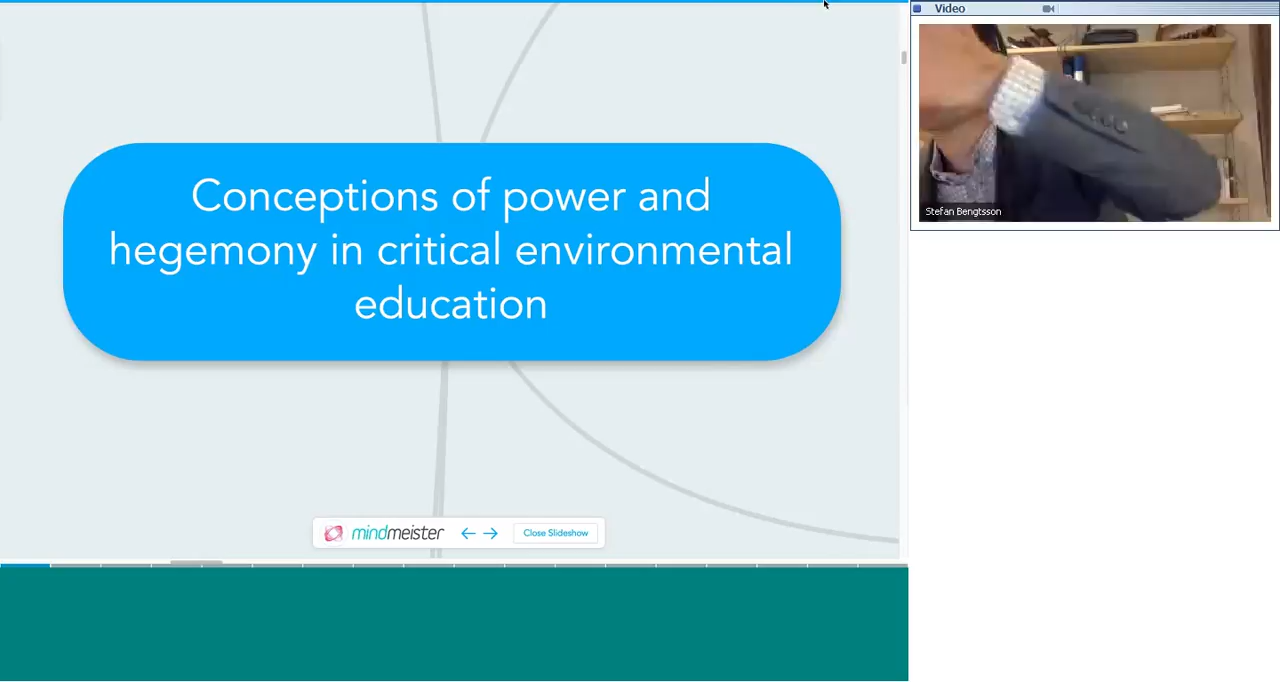 Video
Stefan Bengtsson
Conceptions of power and
hegemony in critical environmental
education
mindmeister
Close Slideshow